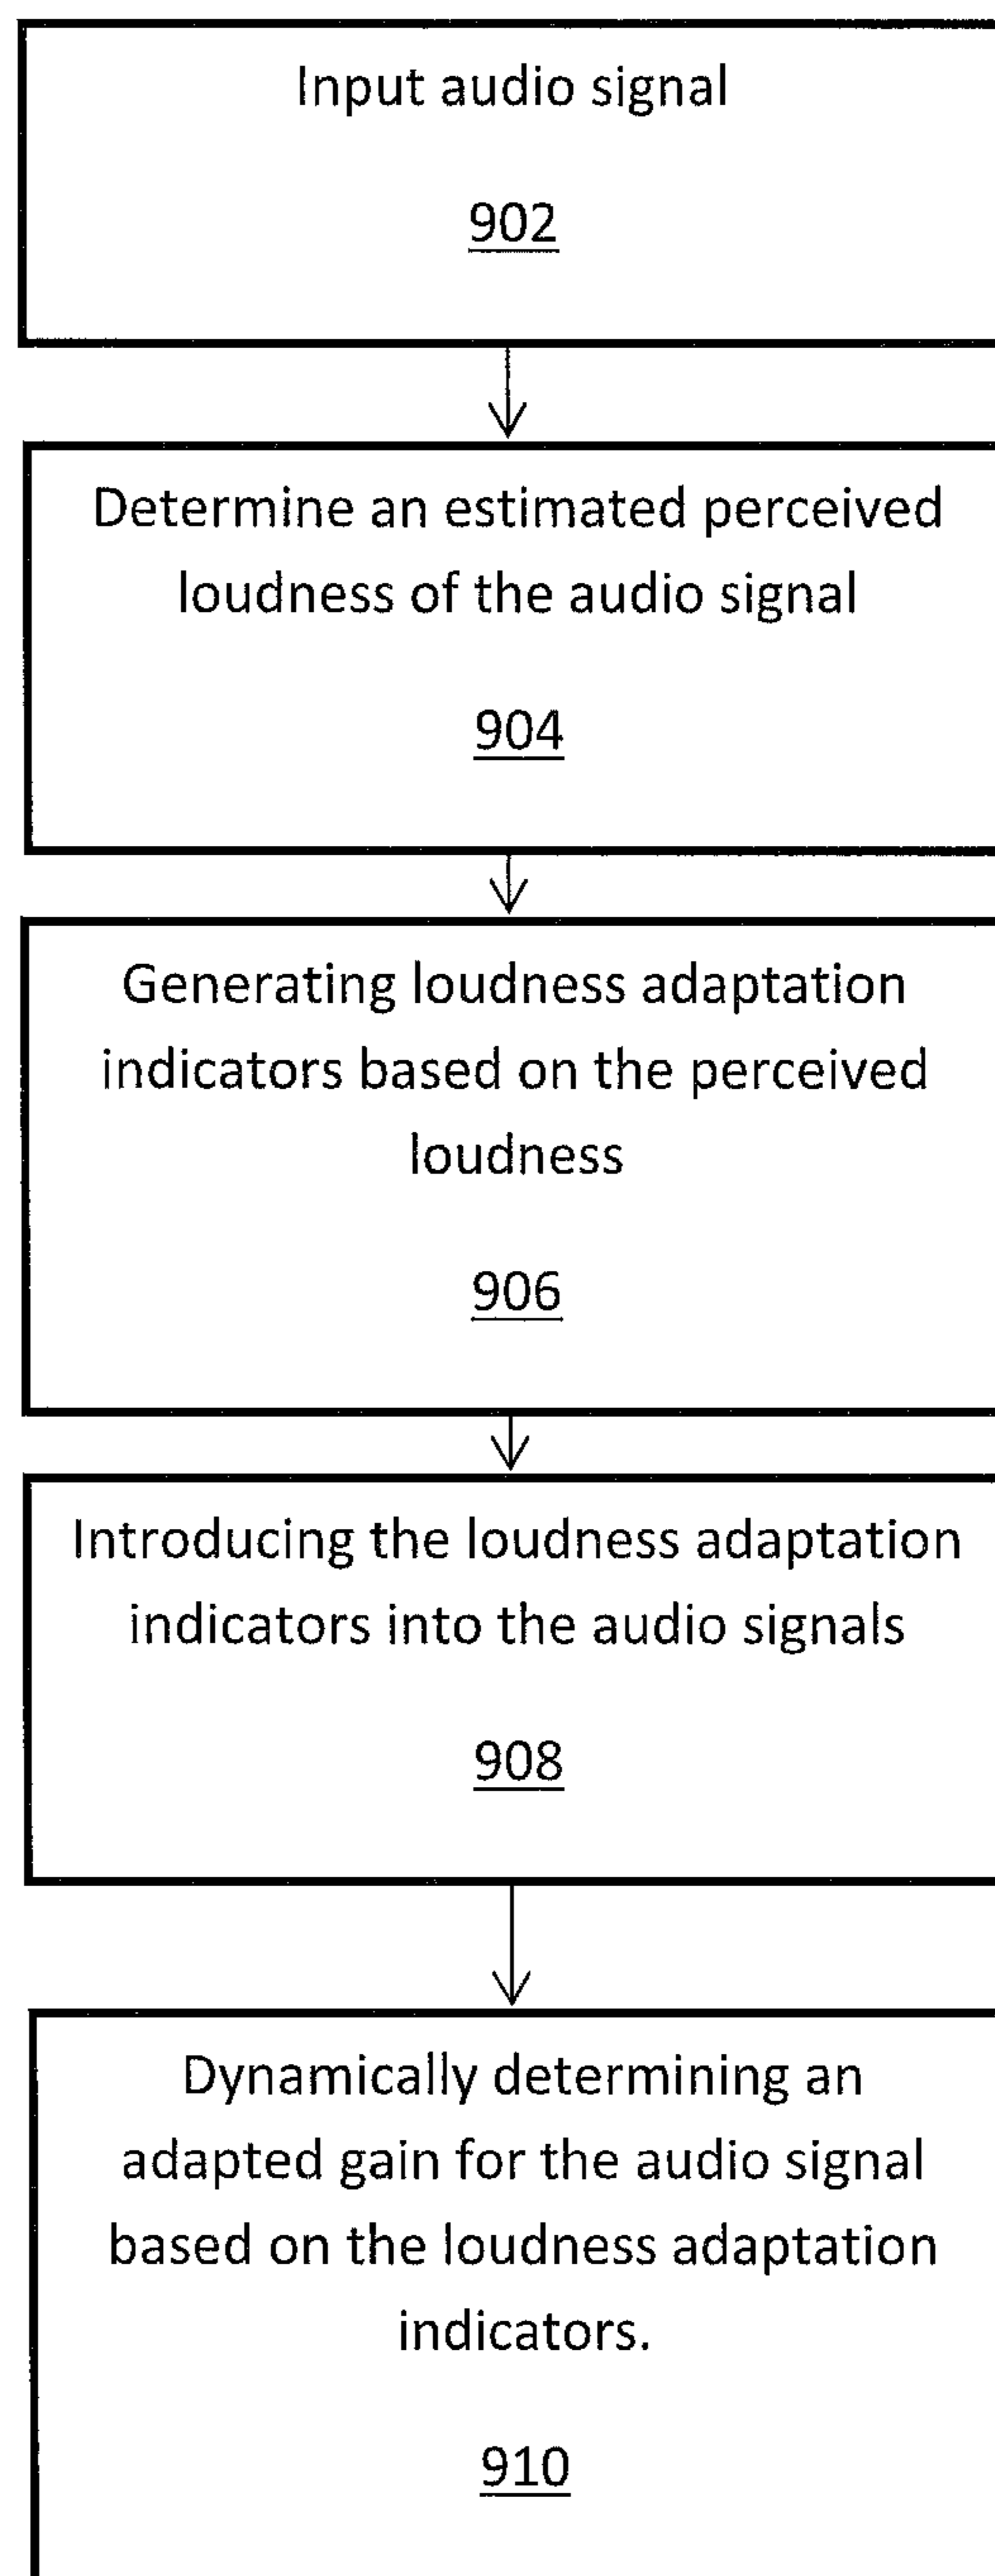 Input audio signal
902
Determine an estimated perceived
loudness of the audio signal
904
Generating loudness adaptation
indicators based on the perceived
loudness
906
Introducing the loudness adaptation
indicators into the audio signals
908
Dynamically determining an
adapted gain for the audio signal
based on the loudness adaptation
indicators.
910